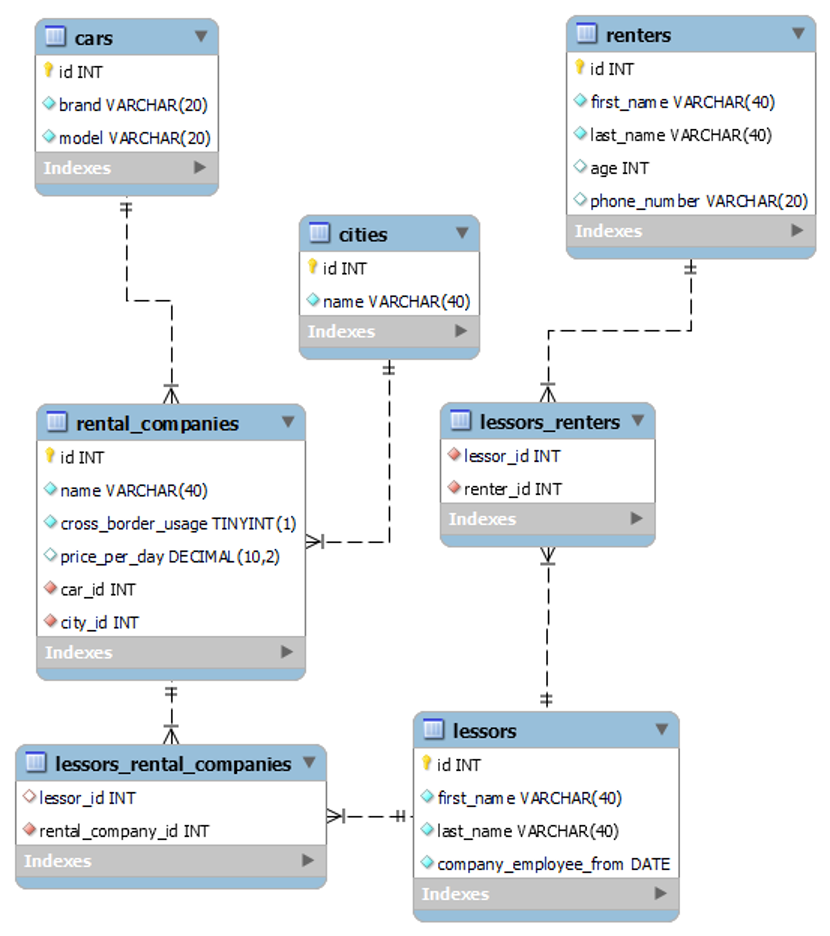 cars
id INT
brand VARCHAR(20)
model VARCHAR(20)
Indexes
renters
id INT
first_name VARCHAR(40)
last_name VARCHAR(40)
age INT
phone_number VARCHAR(20)
Indexes
cities
id INT
name VARCHAR(40)
Indexes
rental_companies
id INT
name VARCHAR(40)
cross_border_usage TINYINT(1)
price_per_day DECIMAL(10,2)
car_id INT
city_id INT
Indexes
lessors_renters
lessor_id INT
renter_id INT
Indexes
lessors_rental_companies
lessor_id INT
rental_company_id INT
Indexes
lessors
id INT
first_name VARCHAR(40)
last_name VARCHAR(40)
company_employee_from DATE
Indexes